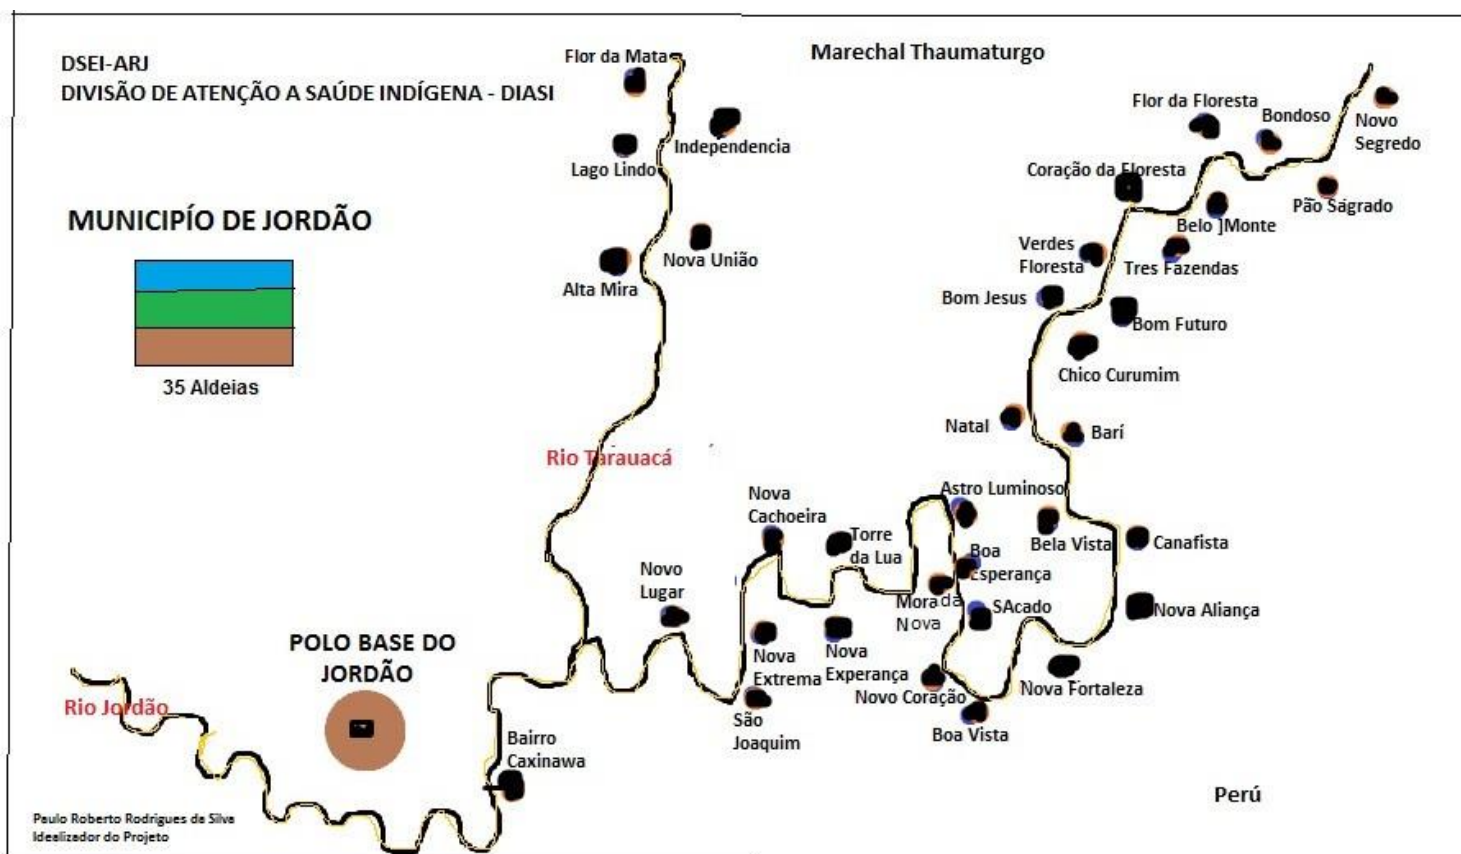 DSEI-ARJ
DIVISÃO DE ATENÇÃO A SAÚDE INDÍGENA - DIASI
Marechal Thaumaturgo
MUNICIPÍO DE JORDÃO
35 Aldeias
Flor da Mata
Independencia
Lago Lindo
Nova União
Alta Mira
Rio Tarauacá
Flor da Floresta
Bondoso
Novo
Segredo
Coração da Floresta
Pão Sagrado
Belo ]Monte
Verdes
Floresta
Tres Fazendas
Bom Jesus
Bom Futuro
Chico Curumim
Natal
Barí
Astro Luminoso
Nova
Cachoeira
Torre
da Lua
Bela Vista
Canafista
Boa
Esperança
Novo
Lugar
Morada
Nova
SAcado
Nova Aliança
Nova
Extrema
Nova
Experança
Novo Coração
Nova Fortaleza
São
Joaquim
Boa Vista
POLO BASE DO
JORDÃO
Rio Jordão
Bairro
Caxinawa
Perú
Paulo Roberto Rodrigues da Silva
Idealizador do Projeto